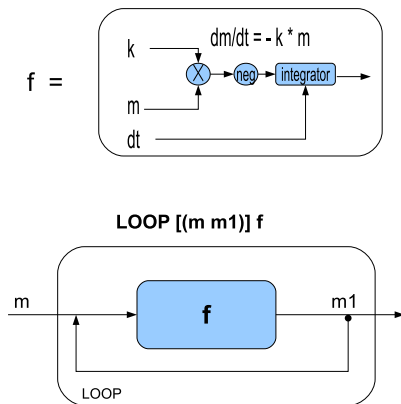 dm/dt = - k * m
k
X
neg
integrator
f =
m
dt
LOOP [(m m1)] f
m
f
m1
LOOP